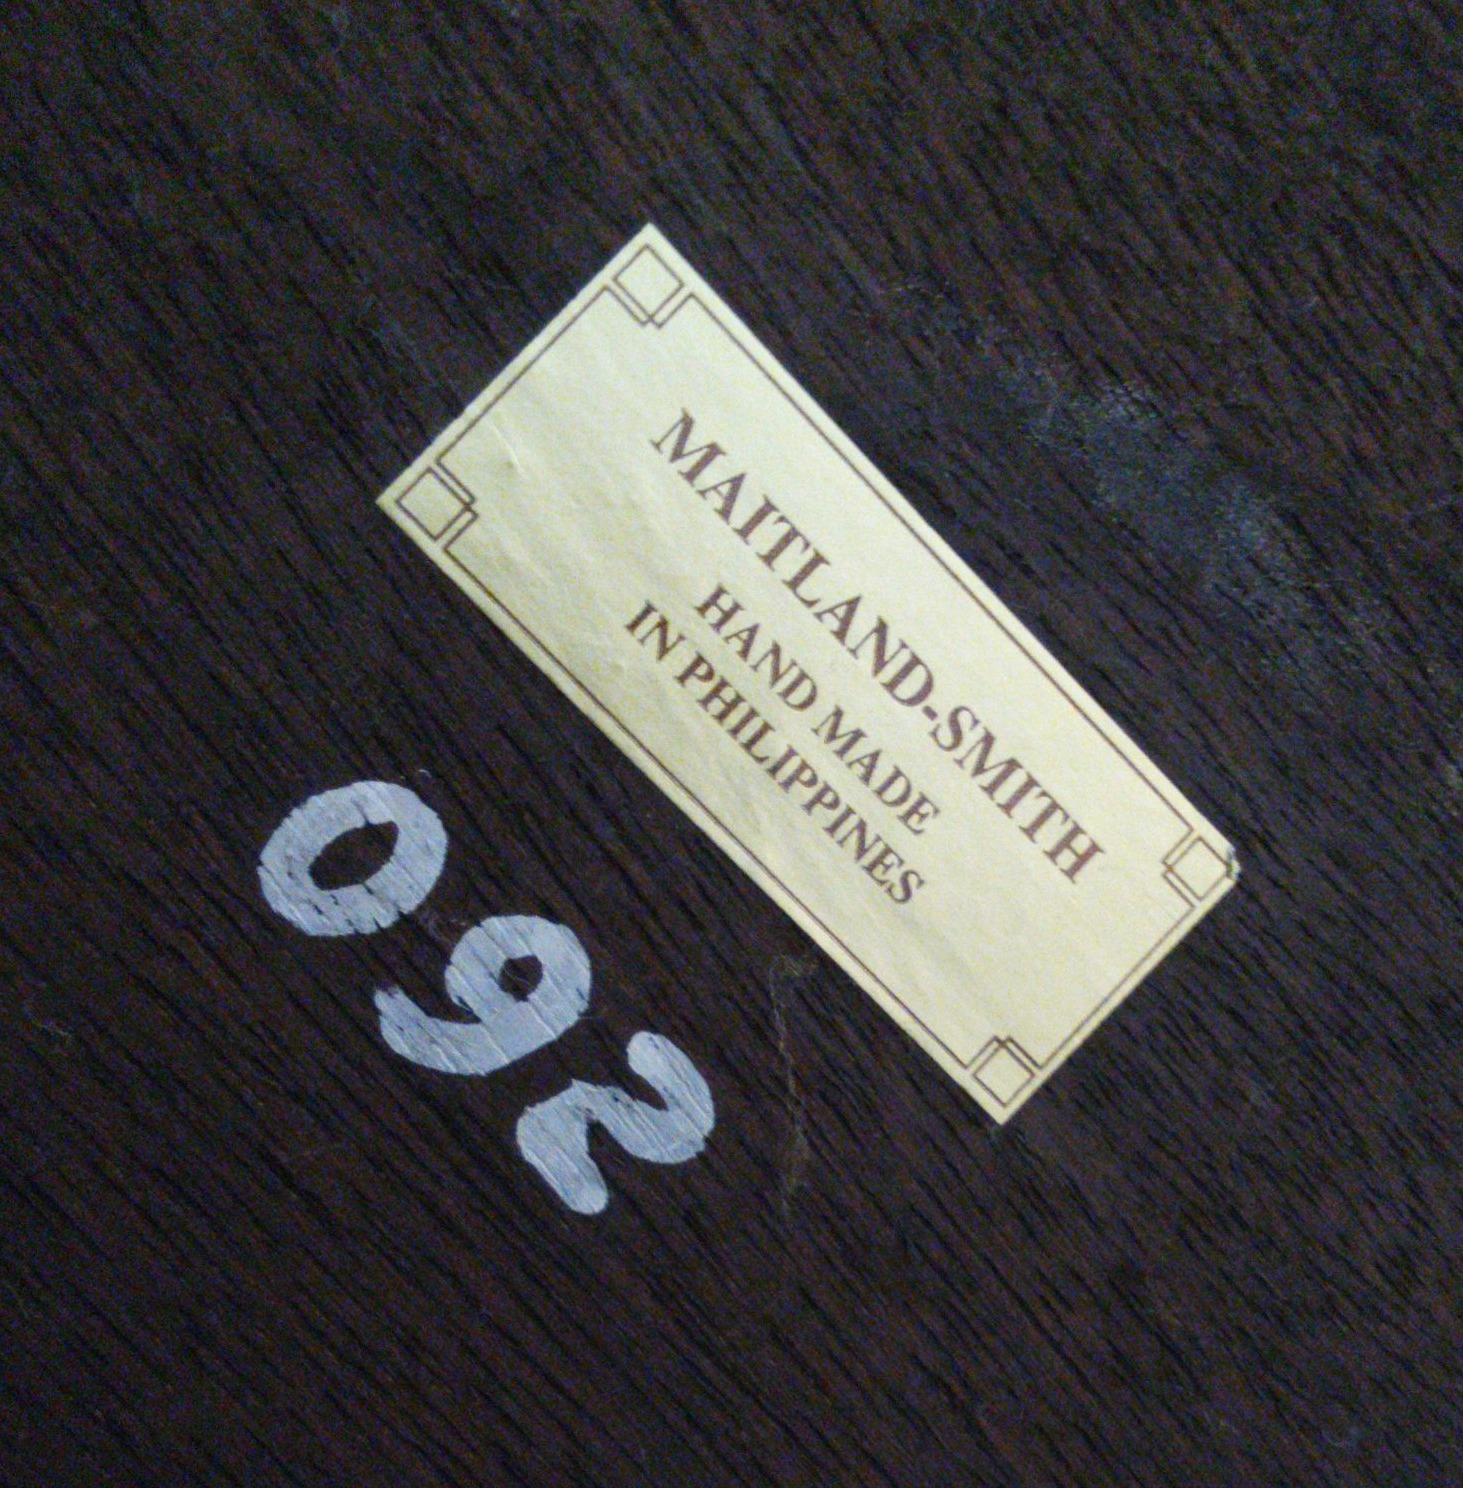 MAITLAND-SMITH
HAND MADE
IN PHILIPPINES
092